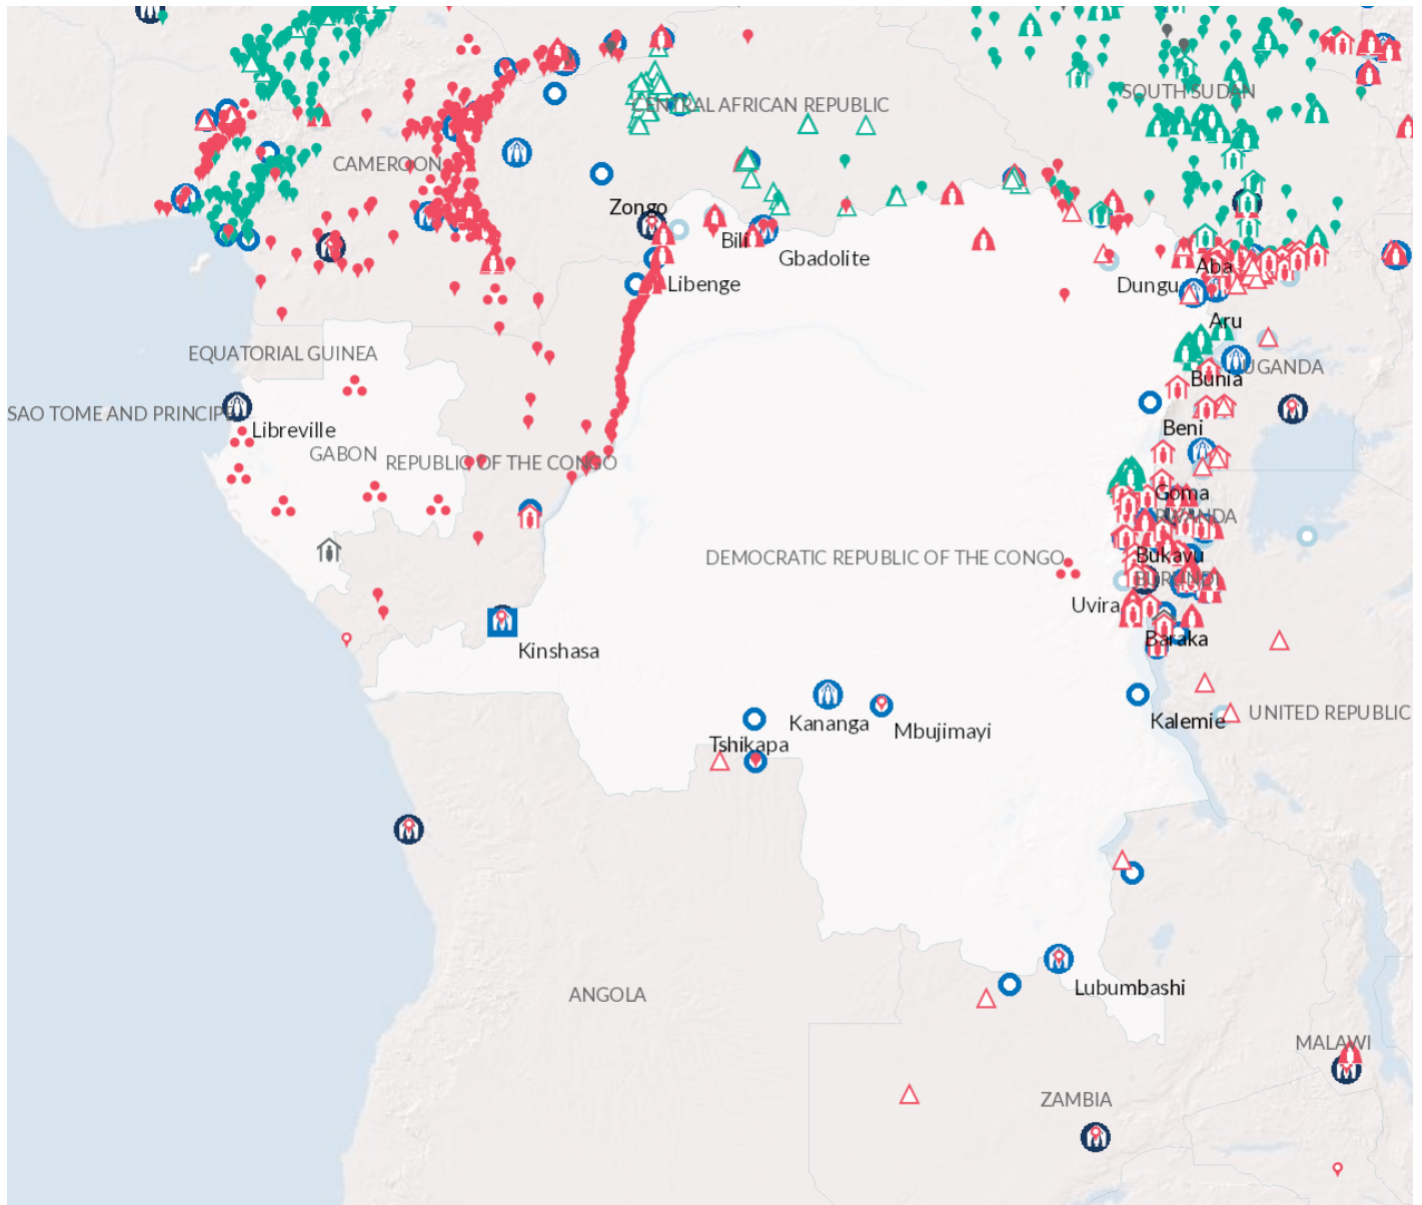 SOUTH SUDAN
CENTRAL AFRICAN REPUBLIC
CAMEROON
Zongo
Bili
Gbadolite
Aba
Libenge
Dungu
Aru
EQUATORIAL GUINEA
UGANDA
Bunia
SAO TOME AND PRINCIPE
Libreville
Beni
GABON
REPUBLIC OF THE CONGO
Goma
RWANDA
DEMOCRATIC REPUBLIC OF THE CONGO
Bukavu
BURUNDI
Uvira
Baraka
Kinshasa
UNITED REPUBLIC
Kananga
Kalemie
Mbujimayi
Tshikapa
Lubumbashi
ANGOLA
MALAWI
ZAMBIA